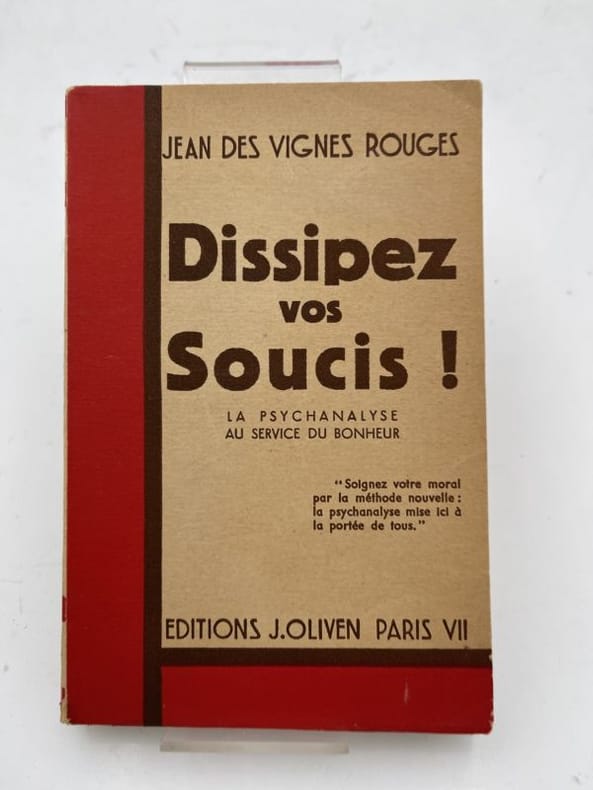 JEAN DES VIGNES ROUGES
Dissipez
vos
Soucis !
LA PSYCHANALYSE
AU SERVICE DU BONHEUR
"Soignez votre moral
par la méthode nouvelle :
la psychanalyse mise ici à
la portée de tous."
EDITIONS J.OLIVEN PARIS VII